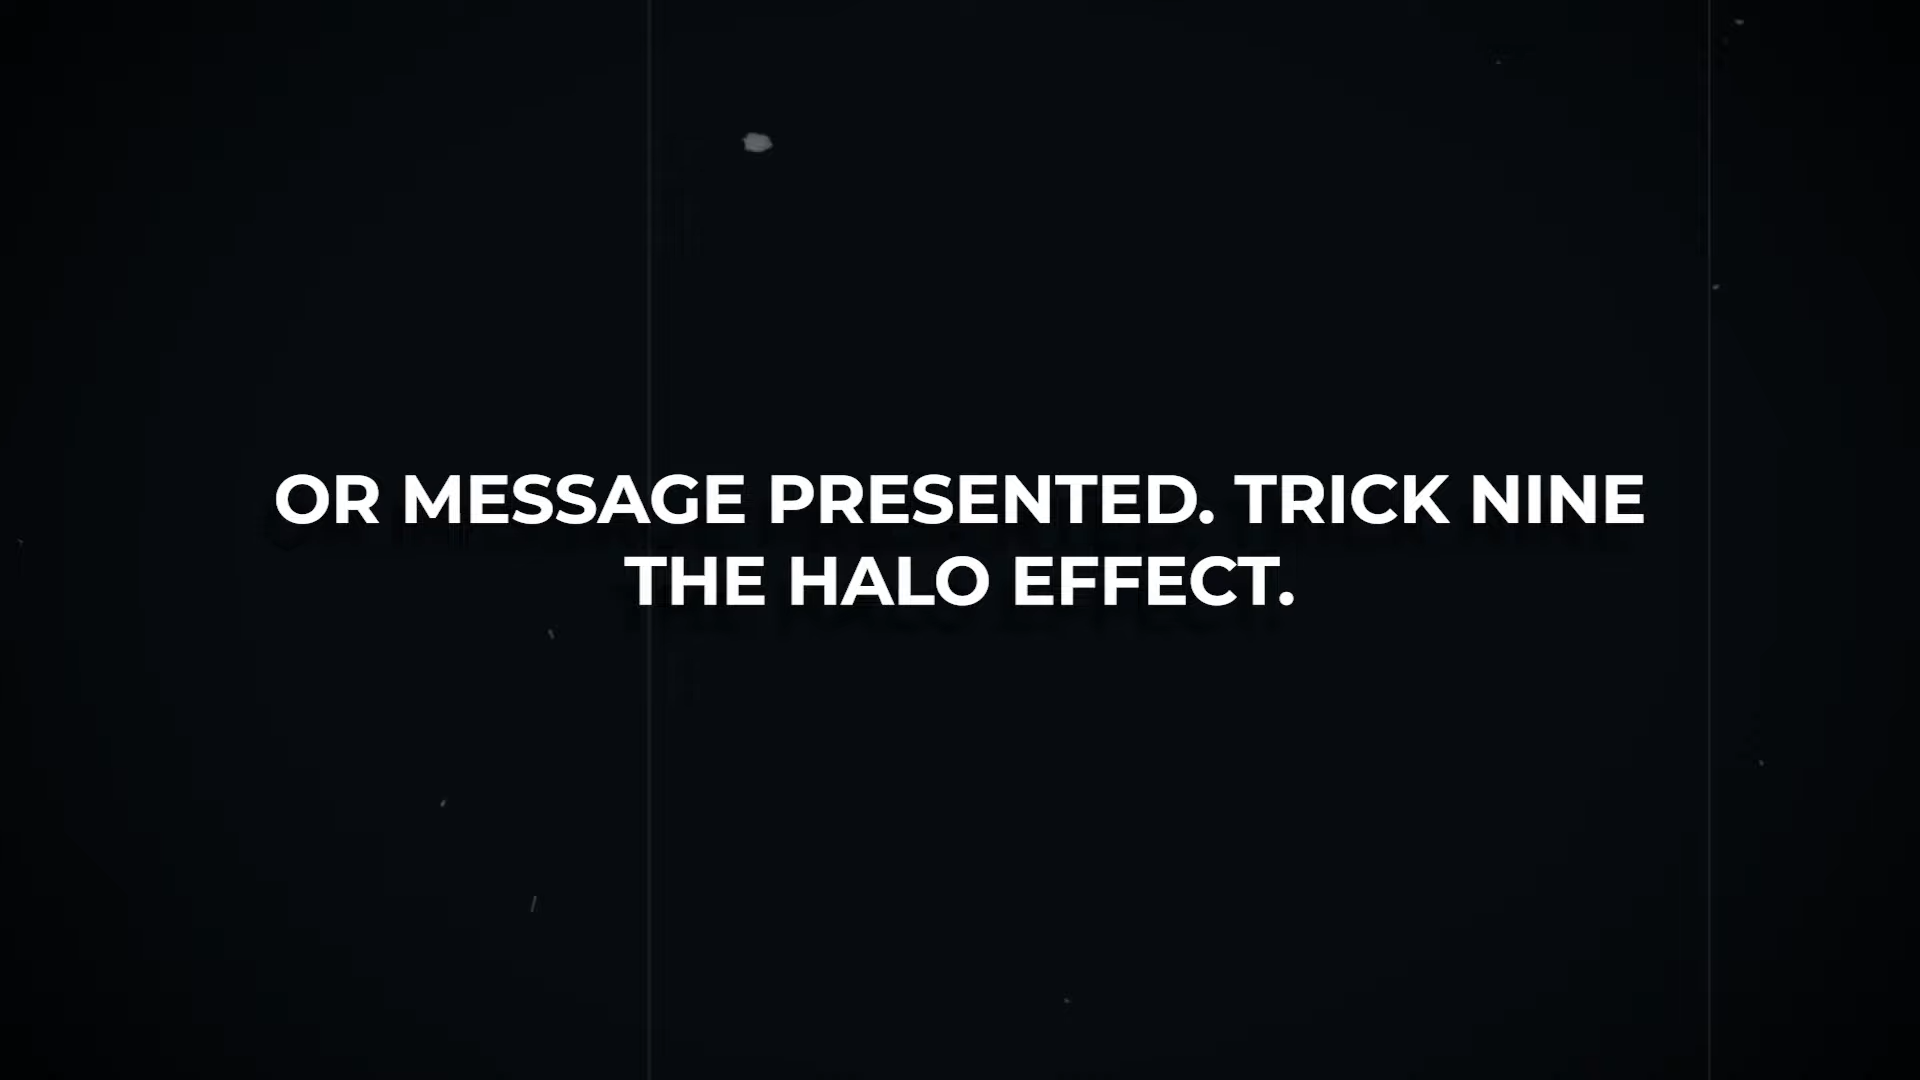 OR MESSAGE PRESENTED. TRICK NINE
THE HALO EFFECT.